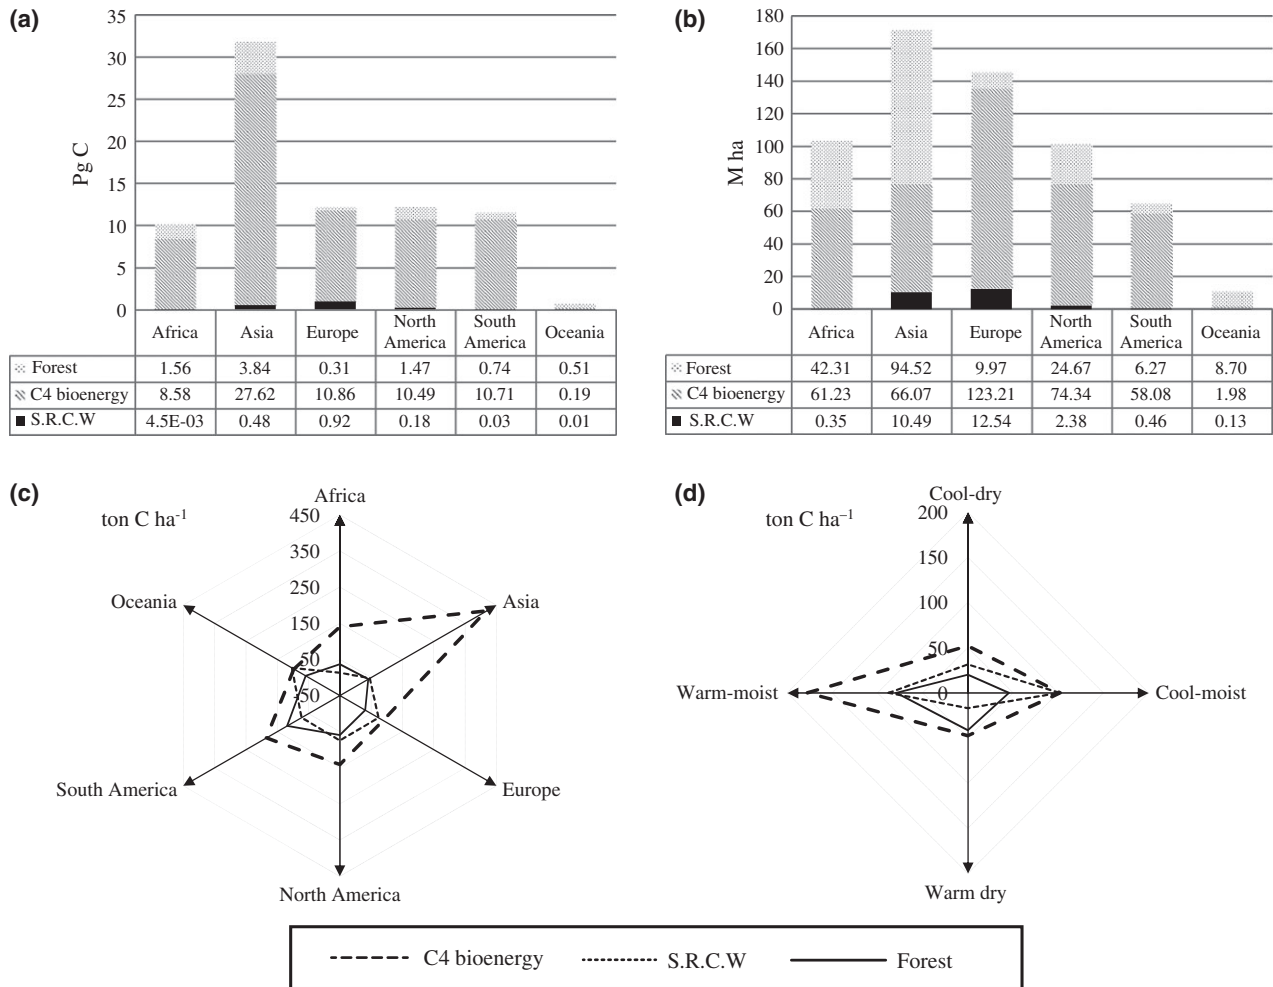 (a)
35
30
25
20
15
10
5
0
Pg C
Africa Asia Europe North America South America Oceania
Forest 1.56 3.84 0.31 1.47 0.74 0.51
C4 bioenergy 8.58 27.62 10.86 10.49 10.71 0.19
S.R.C.W 4.5E-03 0.48 0.92 0.18 0.03 0.01
(b)
180
160
140
120
100
80
60
40
20
0
M ha
Africa Asia Europe North America South America Oceania
Forest 42.31 94.52 9.97 24.67 6.27 8.70
C4 bioenergy 61.23 66.07 123.21 74.34 58.08 1.98
S.R.C.W 0.35 10.49 12.54 2.38 0.46 0.13
(c)
ton C ha-1
Africa
450
350
250
150
50
-50
Oceania
Asia
South America
Europe
North America
(d)
ton C ha–1
Cool-dry
200
150
100
50
0
Warm-moist
Cool-moist
Warm dry
C4 bioenergy S.R.C.W Forest